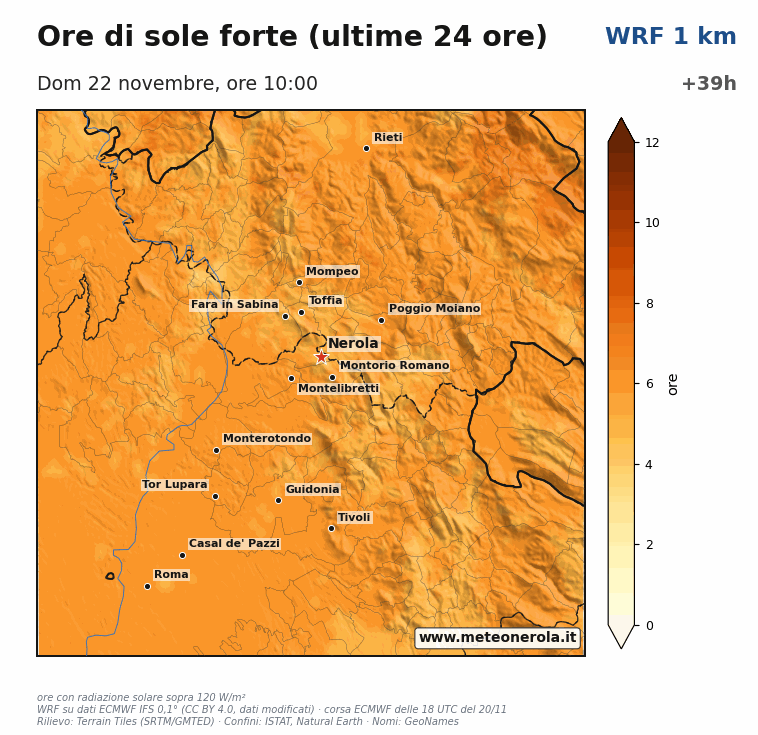 Ore di sole forte (ultime 24 ore)
WRF 1 km
Dom 22 novembre, ore 10:00
+39h
Rieti
Mompeo
Toffia
Fara in Sabina
Poggio Moiano
Nerola
Montorio Romano
Montelibretti
Monterotondo
Tor Lupara
Guidonia
Tivoli
Casal de' Pazzi
Roma
www.meteonerola.it
12
10
8
6
4
2
0
ore
ore con radiazione solare sopra 120 W/m²
WRF su dati ECMWF IFS 0,1° (CC BY 4.0, dati modificati) · corsa ECMWF delle 18 UTC del 20/11
Rilievo: Terrain Tiles (SRTM/GMTED) · Confini: ISTAT, Natural Earth · Nomi: GeoNames